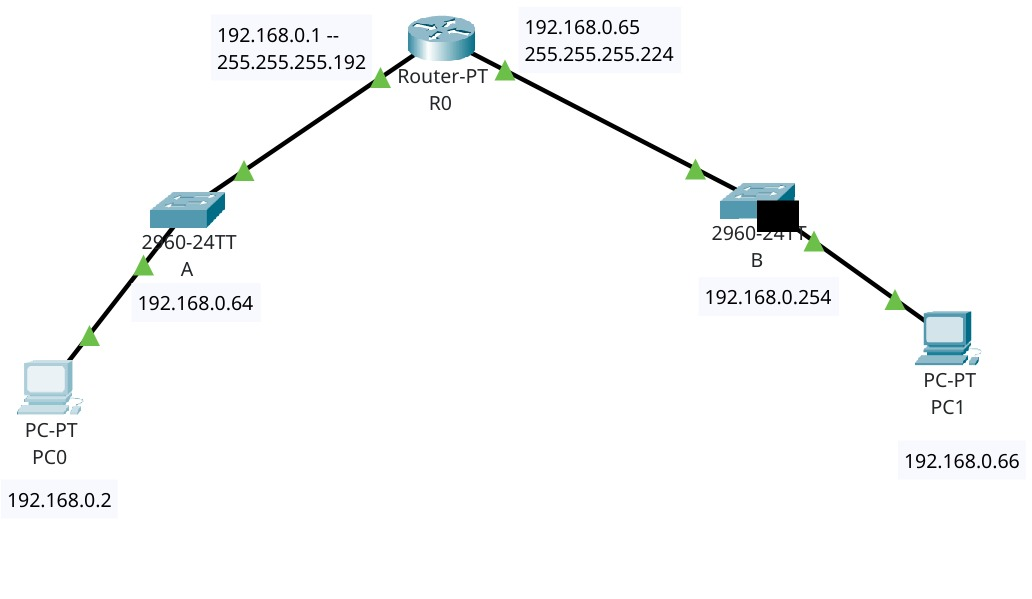 192.168.0.1 --
255.255.255.192
192.168.0.65
255.255.255.224
Router-PT
R0
2960-24TT
A
192.168.0.64
2960-24TT
B
192.168.0.254
PC-PT
PC0
192.168.0.2
PC-PT
PC1
192.168.0.66